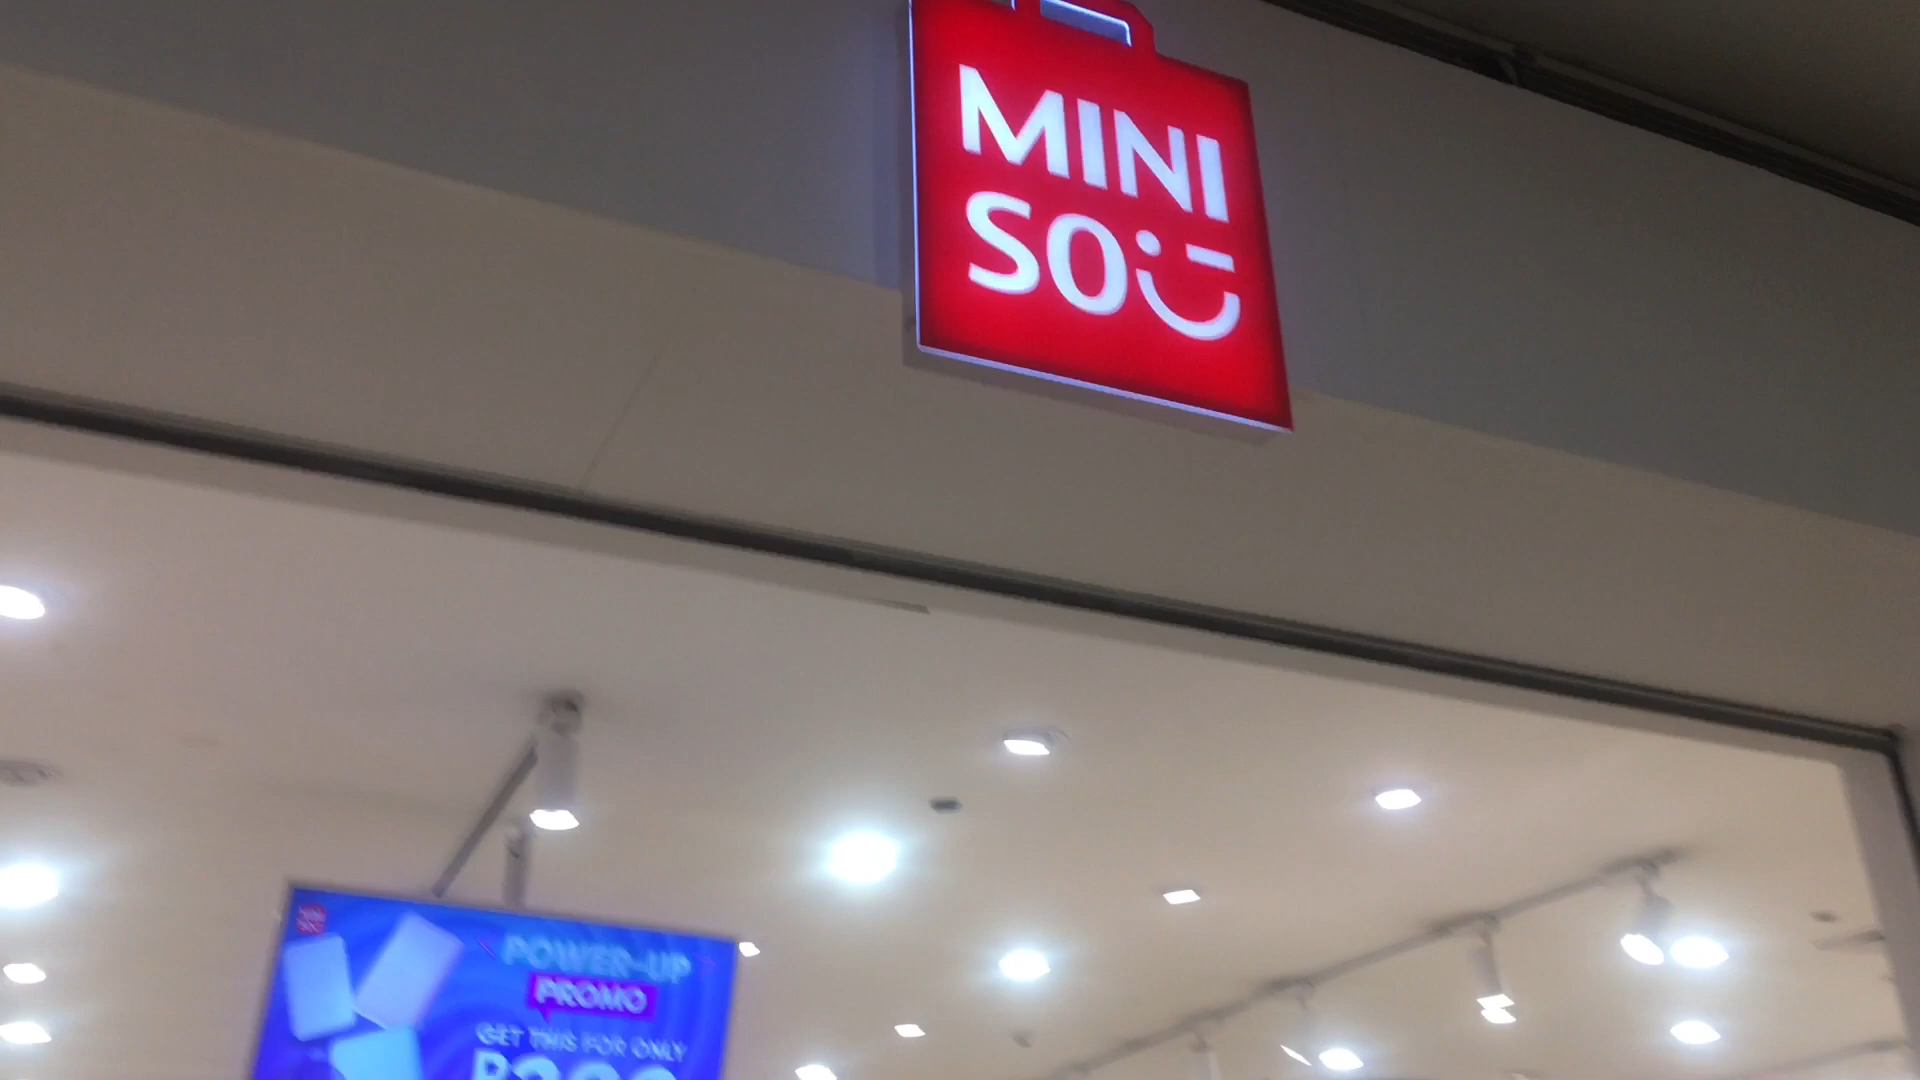 MINI
SO
POWER-UP
PROMO
GET THIS FOR ONLY